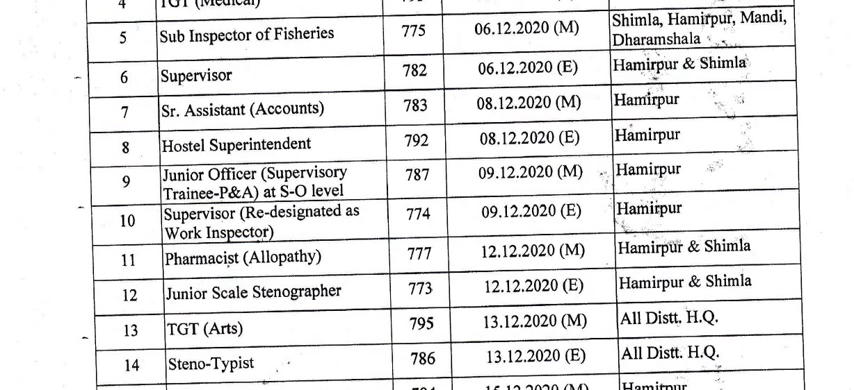 4 TGT (Medical)
5 Sub Inspector of Fisheries 775 06.12.2020 (M) Shimla, Hamirpur, Mandi,
Dharamshala
6 Supervisor 782 06.12.2020 (E) Hamirpur & Shimla
7 Sr. Assistant (Accounts) 783 08.12.2020 (M) Hamirpur
8 Hostel Superintendent 792 08.12.2020 (E) Hamirpur
9 Junior Officer (Supervisory 787 09.12.2020 (M) Hamirpur
Trainee-P&A) at S-O level
10 Supervisor (Re-designated as 774 09.12.2020 (E) Hamirpur
Work Inspector)
11 Pharmacist (Allopathy) 777 12.12.2020 (M) Hamirpur & Shimla
12 Junior Scale Stenographer 773 12.12.2020 (E) Hamirpur & Shimla
13 TGT (Arts) 795 13.12.2020 (M) All Distt. H.Q.
14 Steno-Typist 786 13.12.2020 (E) All Distt. H.Q.
Hamirpur